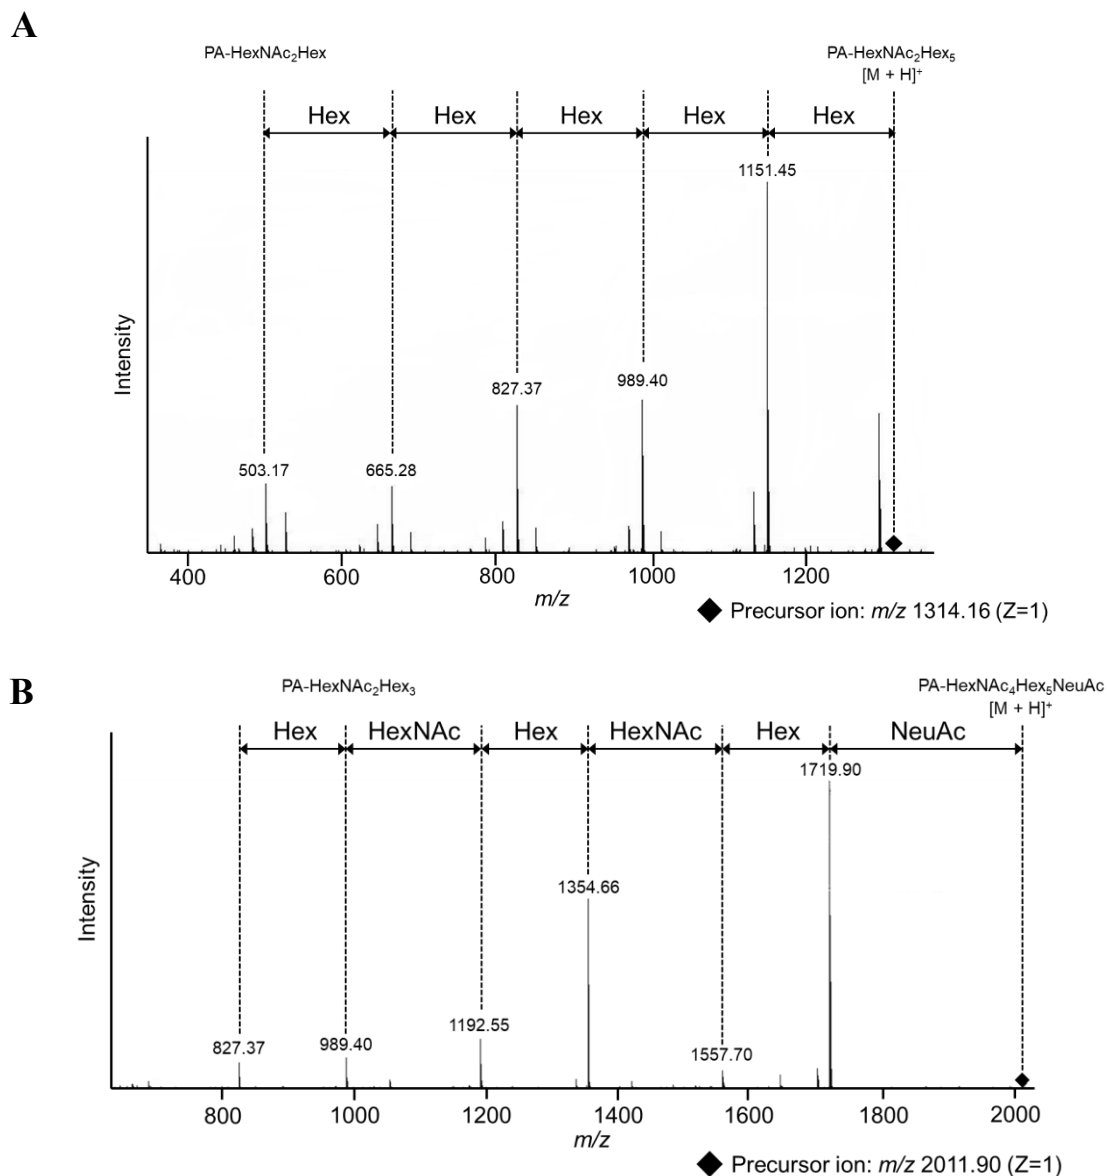 A
PA-HexNAc₂Hex
PA-HexNAc₂Hex₅
[M + H]⁺
Hex Hex Hex Hex Hex
1151.45
989.40
827.37
503.17
665.28
Intensity
400 600 800 1000 1200
m/z
Precursor ion: m/z 1314.16 (Z=1)
B
PA-HexNAc₂Hex₃
PA-HexNAc₄Hex₅NeuAc
[M + H]⁺
Hex HexNAc Hex HexNAc Hex NeuAc
1719.90
1354.66
1192.55
827.37
989.40
1557.70
Intensity
800 1000 1200 1400 1600 1800 2000
m/z
Precursor ion: m/z 2011.90 (Z=1)